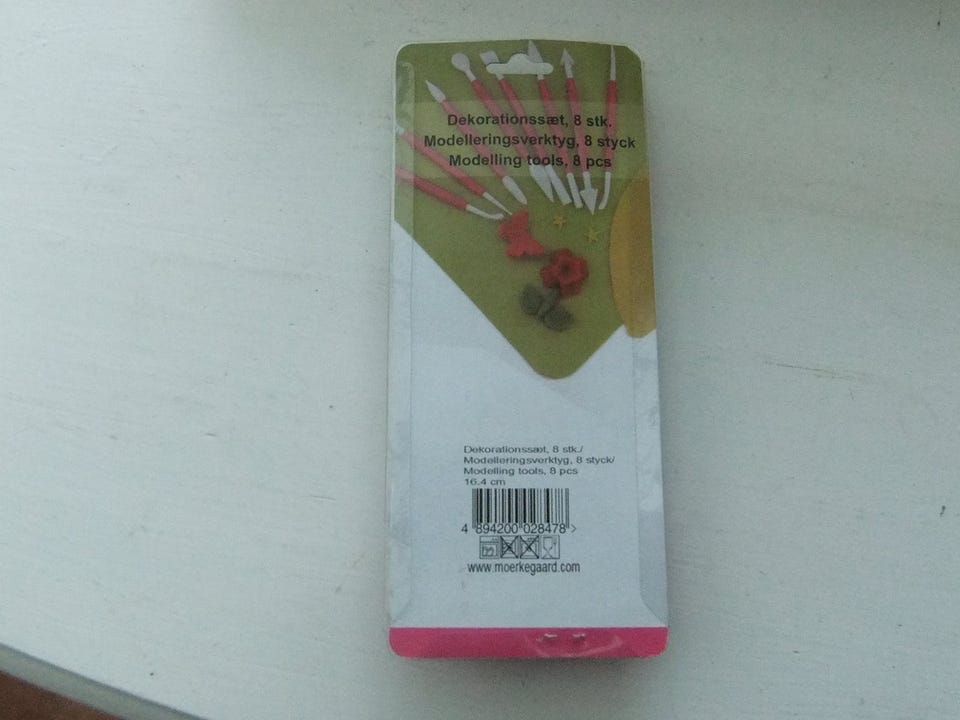 Dekorationssæt, 8 stk.
Modelleringsverktyg, 8 styck
Modelling tools, 8 pcs
Dekorationssæt, 8 stk./
Modelleringsverktyg, 8 styck/
Modelling tools, 8 pcs
16.4 cm
4 894200 028478 >
www.moerkegaard.com